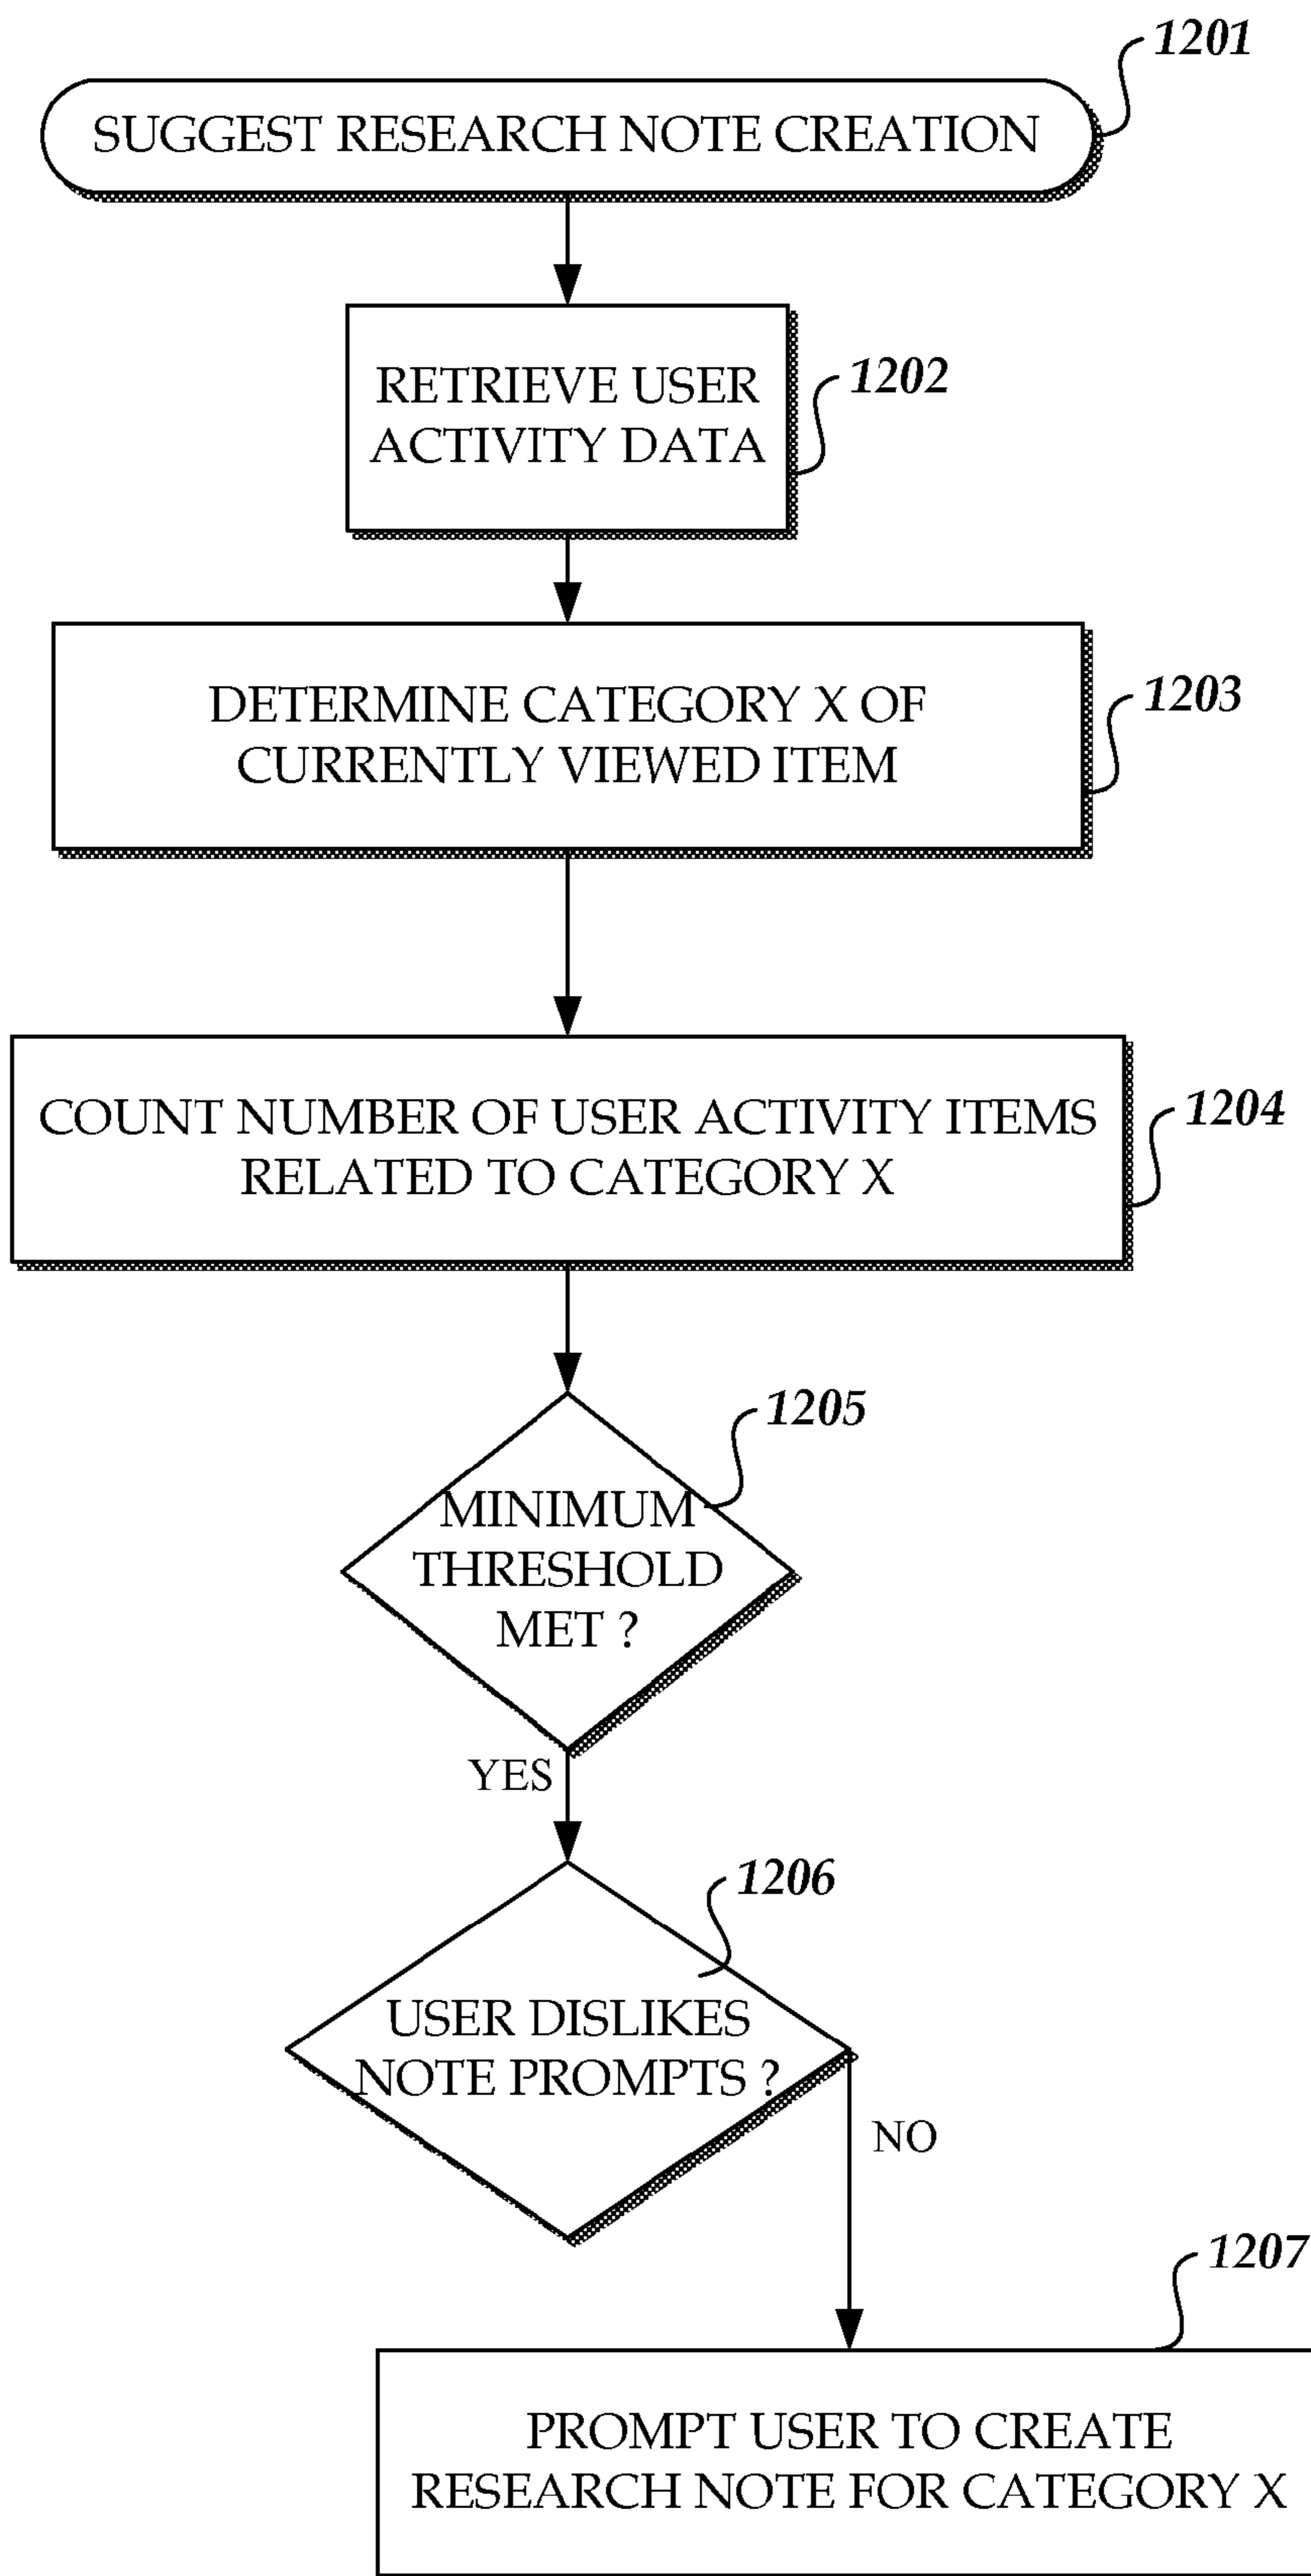 1201
SUGGEST RESEARCH NOTE CREATION
RETRIEVE USER
ACTIVITY DATA
1202
DETERMINE CATEGORY X OF
CURRENTLY VIEWED ITEM
1203
COUNT NUMBER OF USER ACTIVITY ITEMS
RELATED TO CATEGORY X
1204
1205
MINIMUM
THRESHOLD
MET ?
YES
1206
USER DISLIKES
NOTE PROMPTS ?
NO
1207
PROMPT USER TO CREATE
RESEARCH NOTE FOR CATEGORY X